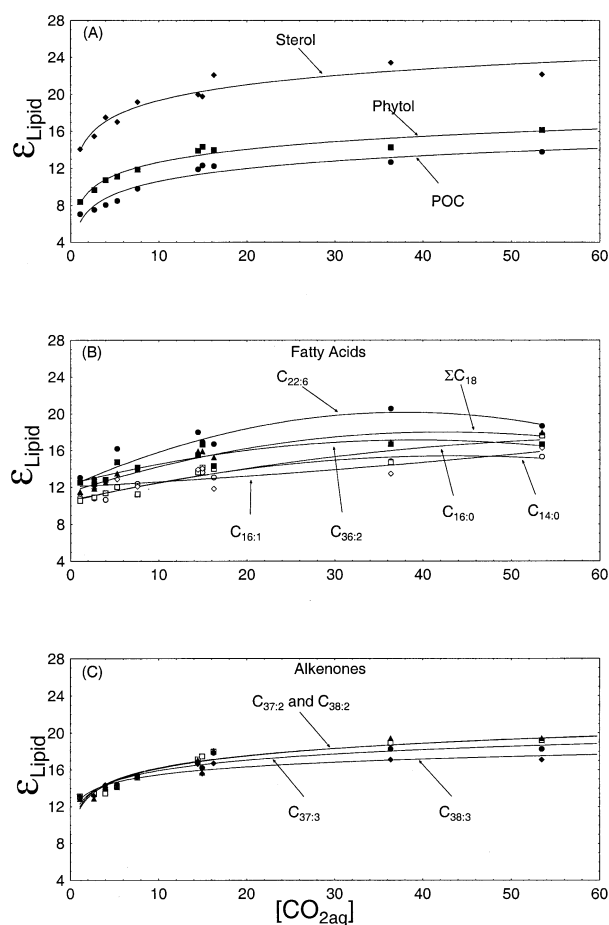 (A)
28
24
20
16
12
8
4
εLipid
Sterol
Phytol
POC
0 10 20 30 40 50 60
(B)
Fatty Acids
28
24
20
16
12
8
4
εLipid
C22:6
ΣC18
C16:1
C36:2
C16:0
C14:0
0 10 20 30 40 50 60
(C)
Alkenones
28
24
20
16
12
8
4
εLipid
C37:2 and C38:2
C37:3
C38:3
0 10 20 30 40 50 60
[CO2aq]